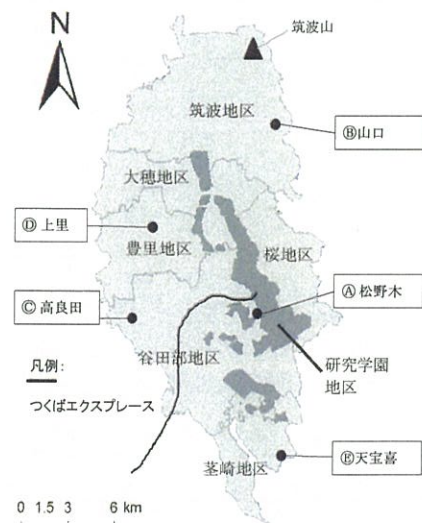 N
筑波山
筑波地区
Ⓑ山口
大穂地区
Ⓓ上里
豊里地区
桜地区
Ⓒ高良田
Ⓐ松野木
谷田部地区
凡例:
研究学園
地区
つくばエクスプレース
茎崎地区
Ⓔ天宝喜
0 1.5 3 6 km